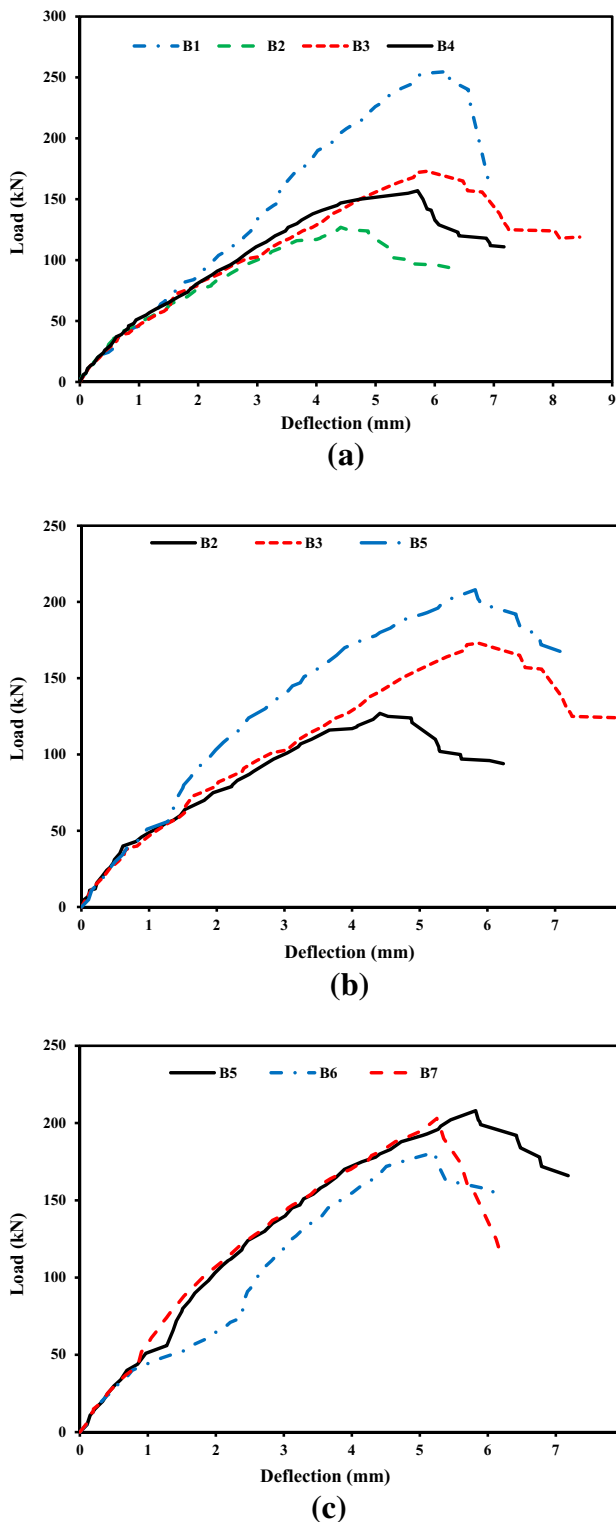 300
B1 B2 B3 B4
250
200
150
100
50
0
Load (kN)
0 1 2 3 4 5 6 7 8 9
Deflection (mm)
(a)
250
B2 B3 B5
200
150
100
50
0
Load (kN)
0 1 2 3 4 5 6 7
Deflection (mm)
(b)
250
B5 B6 B7
200
150
100
50
0
Load (kN)
0 1 2 3 4 5 6 7
Deflection (mm)
(c)